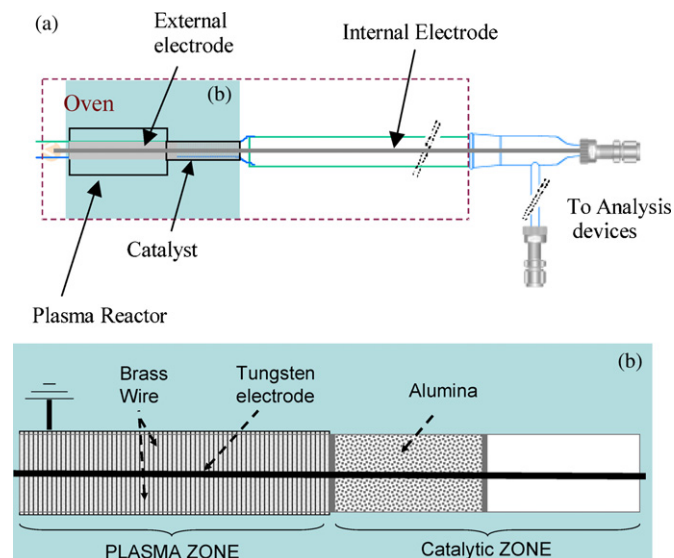 (a)
External
electrode
Internal Electrode
Oven
(b)
To Analysis
devices
Catalyst
Plasma Reactor
(b)
Brass
Wire
Tungsten
electrode
Alumina
PLASMA ZONE
Catalytic ZONE